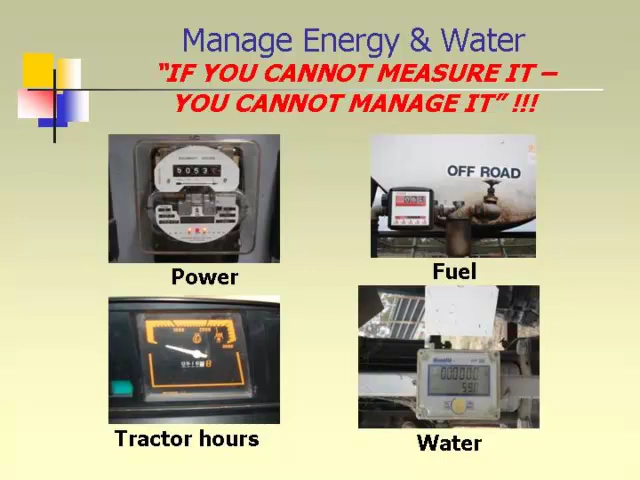 Manage Energy & Water
“IF YOU CANNOT MEASURE IT –
YOU CANNOT MANAGE IT” !!!
OFF ROAD
Power
Fuel
Tractor hours
Water